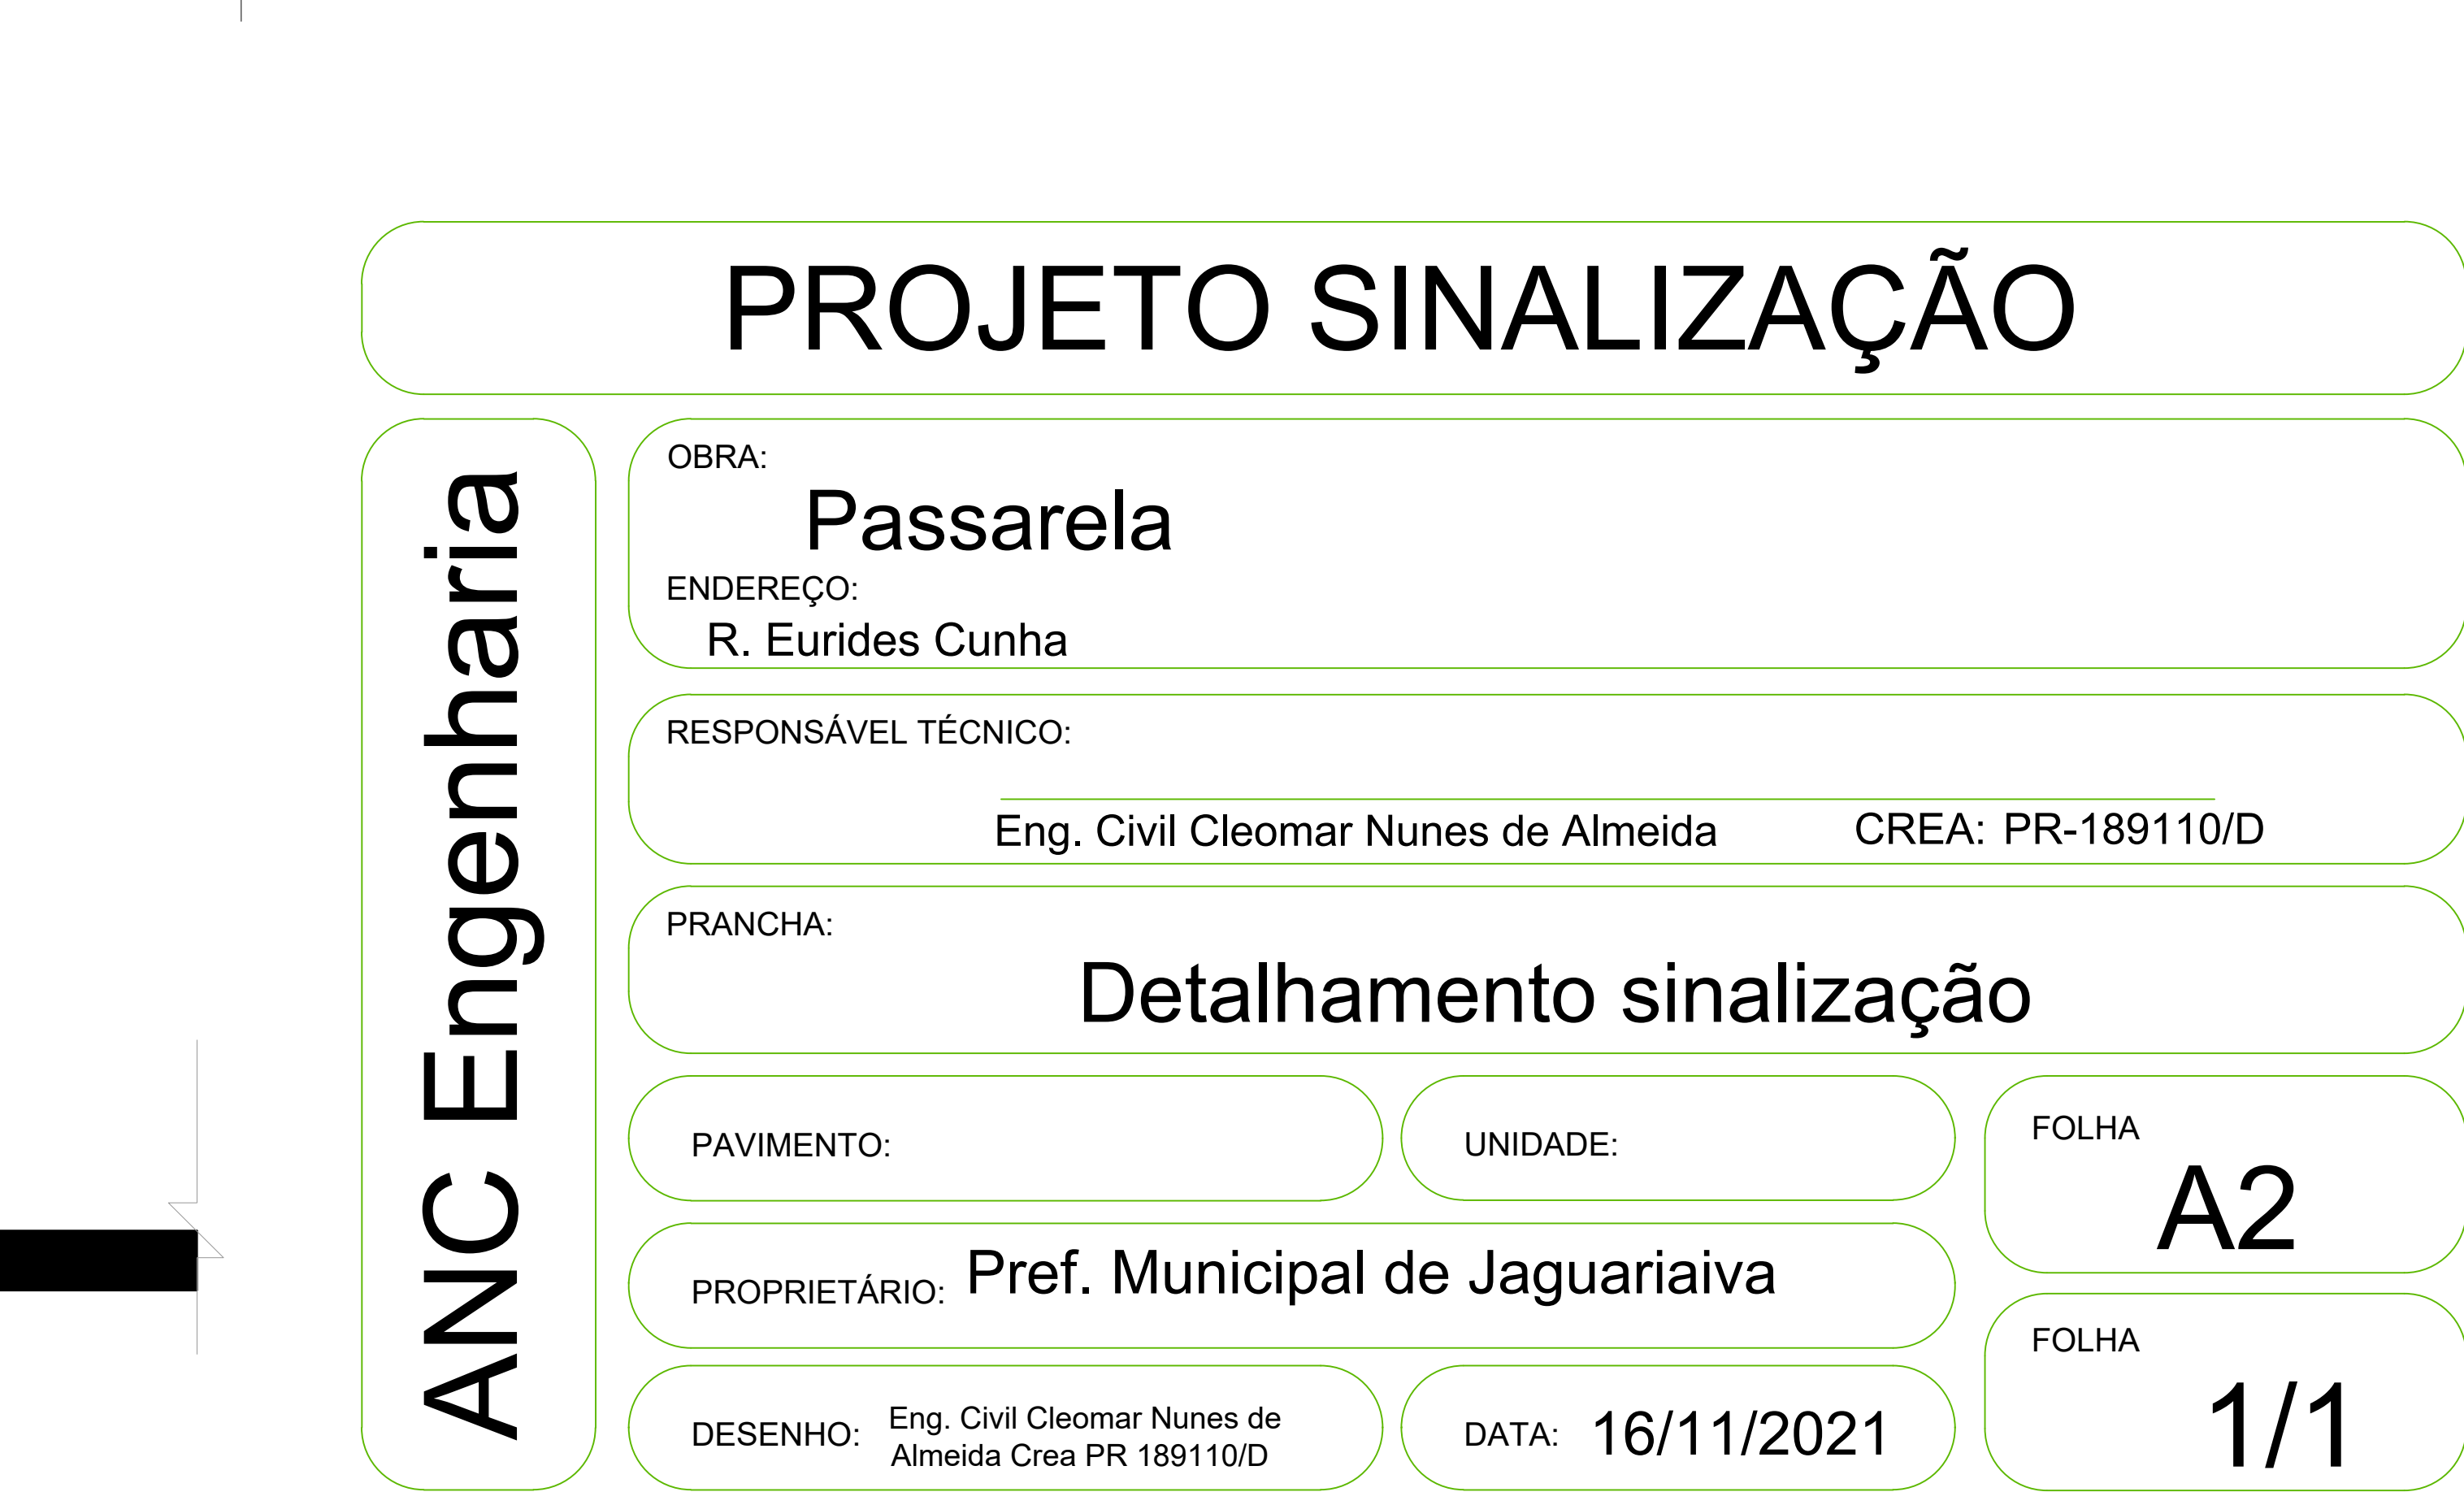 PROJETO SINALIZAÇÃO
ANC Engenharia
OBRA:
Passarela
ENDEREÇO:
R. Eurides Cunha
RESPONSÁVEL TÉCNICO:
Eng. Civil Cleomar Nunes de Almeida CREA: PR-189110/D
PRANCHA:
Detalhamento sinalização
PAVIMENTO:
UNIDADE:
FOLHA
A2
PROPRIETÁRIO: Pref. Municipal de Jaguariaiva
FOLHA
1/1
DESENHO: Eng. Civil Cleomar Nunes de
Almeida Crea PR 189110/D
DATA: 16/11/2021